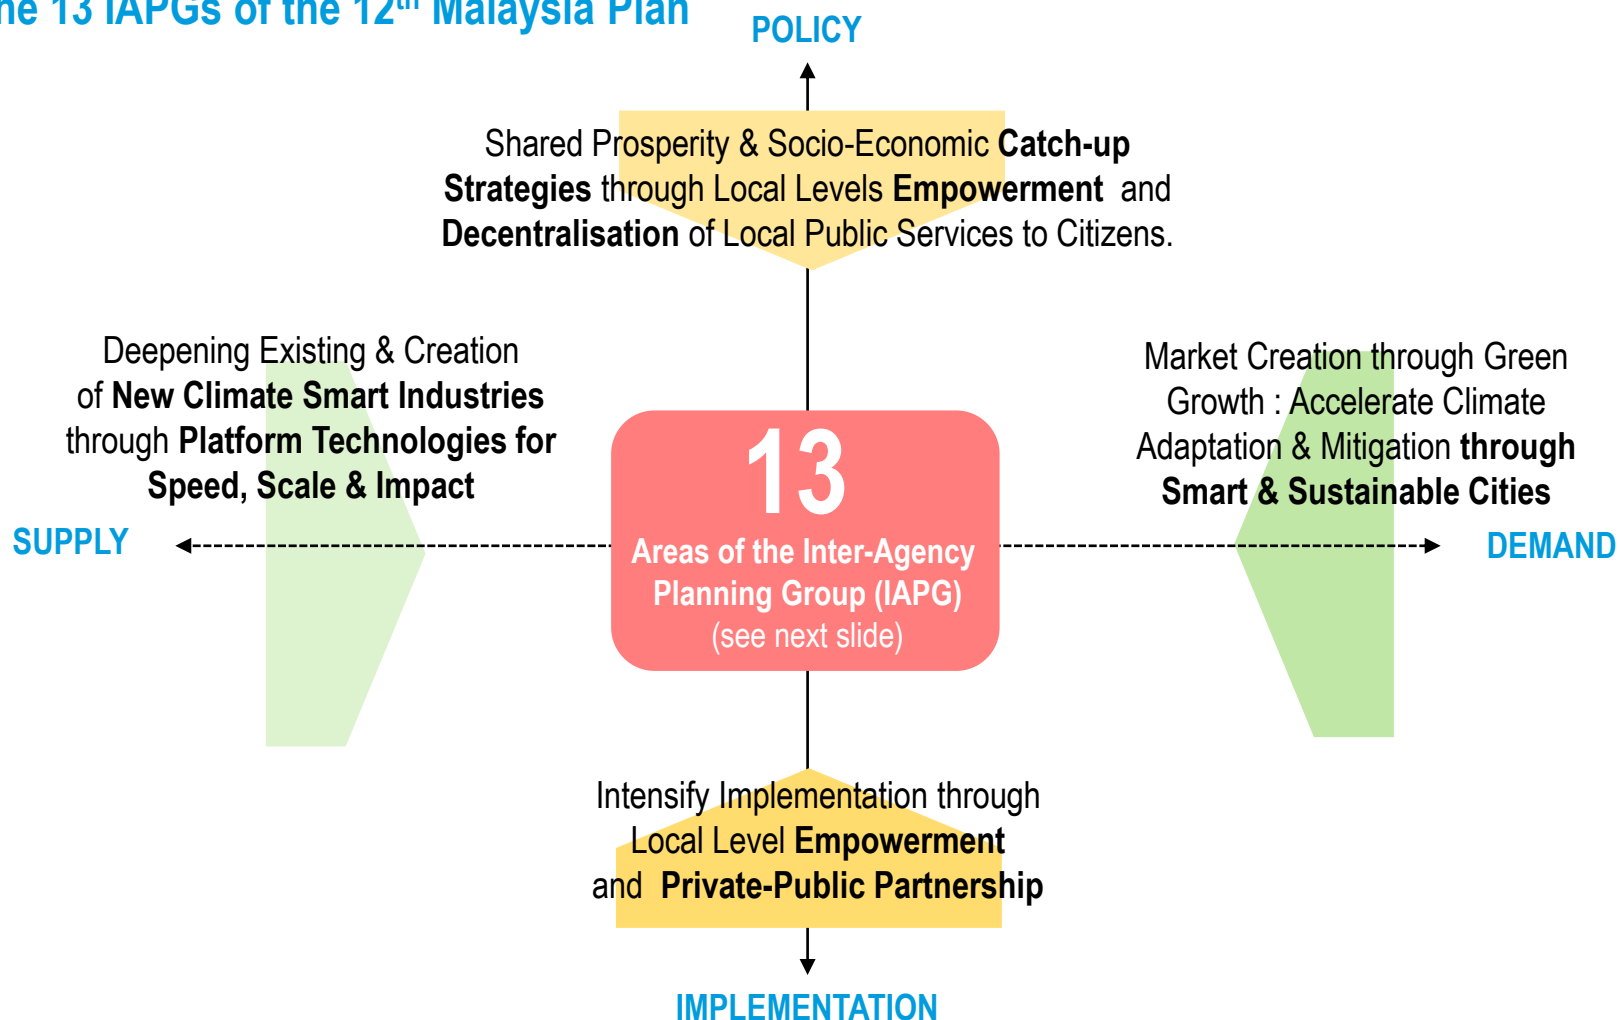 ne 13 IAPGs of the 12th Malaysia Plan
POLICY
Shared Prosperity & Socio-Economic Catch-up
Strategies through Local Levels Empowerment and
Decentralisation of Local Public Services to Citizens.
Deepening Existing & Creation
of New Climate Smart Industries
through Platform Technologies for
Speed, Scale & Impact
Market Creation through Green
Growth : Accelerate Climate
Adaptation & Mitigation through
Smart & Sustainable Cities
SUPPLY
13
Areas of the Inter-Agency
Planning Group (IAPG)
(see next slide)
DEMAND
Intensify Implementation through
Local Level Empowerment
and Private-Public Partnership
IMPLEMENTATION